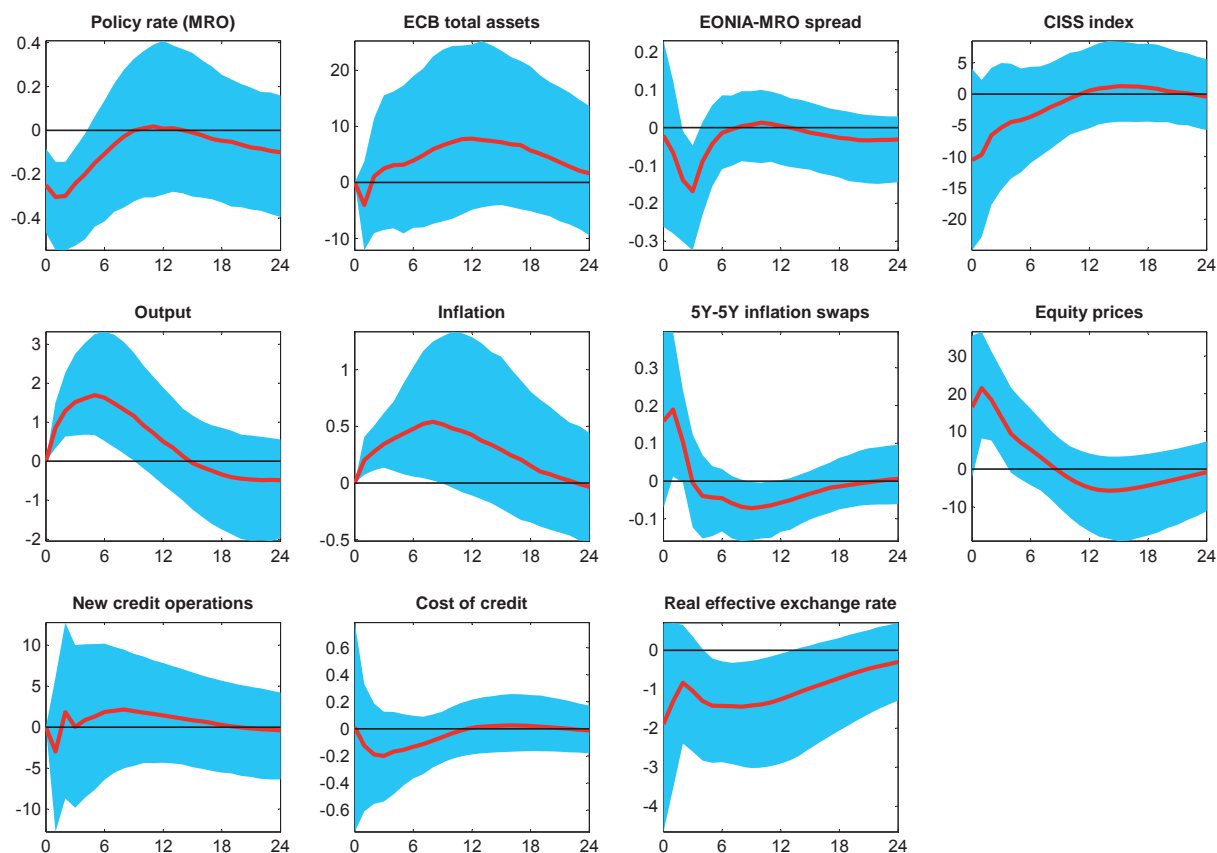 Policy rate (MRO)
0.4
0.2
0
-0.2
-0.4
0 6 12 18 24
ECB total assets
20
10
0
-10
0 6 12 18 24
EONIA-MRO spread
0.2
0.1
0
-0.1
-0.2
-0.3
0 6 12 18 24
CISS index
5
0
-5
-10
-15
-20
0 6 12 18 24
Output
3
2
1
0
-1
-2
0 6 12 18 24
Inflation
1
0.5
0
-0.5
0 6 12 18 24
5Y-5Y inflation swaps
0.3
0.2
0.1
0
-0.1
0 6 12 18 24
Equity prices
30
20
10
0
-10
0 6 12 18 24
New credit operations
10
5
0
-5
-10
0 6 12 18 24
Cost of credit
0.6
0.4
0.2
0
-0.2
-0.4
-0.6
0 6 12 18 24
Real effective exchange rate
0
-1
-2
-3
-4
0 6 12 18 24